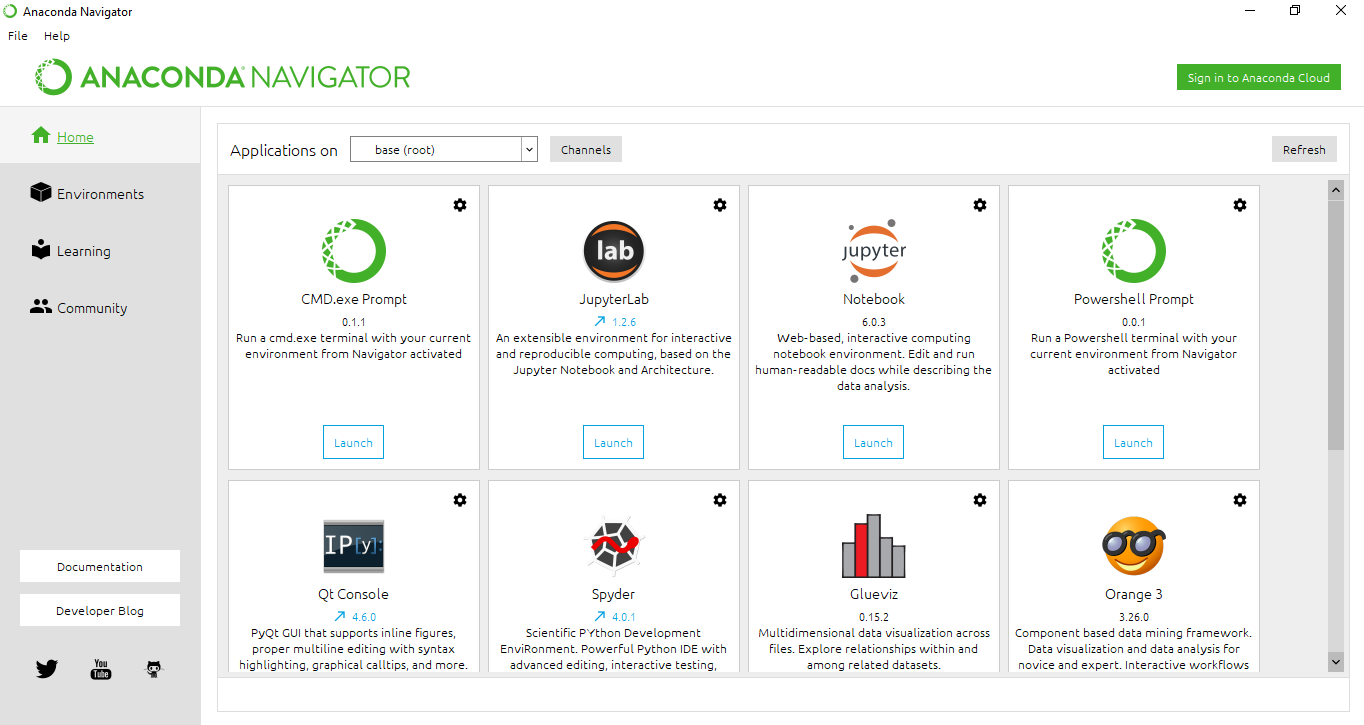 Anaconda Navigator
File Help
ANACONDA NAVIGATOR
Sign in to Anaconda Cloud
Home
Environments
Learning
Community
Documentation
Developer Blog
You
Tube
Applications on
base (root)
Channels
Refresh
CMD.exe Prompt
0.1.1
Run a cmd.exe terminal with your current
environment from Navigator activated
Launch
lab
JupyterLab
1.2.6
An extensible environment for interactive
and reproducible computing, based on the
Jupyter Notebook and Architecture.
Launch
jupyter
Notebook
6.0.3
Web-based, interactive computing
notebook environment. Edit and run
human-readable docs while describing the
data analysis.
Launch
Powershell Prompt
0.0.1
Run a Powershell terminal with your
current environment from Navigator
activated
Launch
IP[y]:
Qt Console
4.6.0
PyQt GUI that supports inline figures,
proper multiline editing with syntax
highlighting, graphical calltips, and more.
Spyder
4.0.1
Scientific PYthon Development
EnviRonment. Powerful Python IDE with
advanced editing, interactive testing,
Glueviz
0.15.2
Multidimensional data visualization across
files. Explore relationships within and
among related datasets.
Orange 3
3.26.0
Component based data mining framework.
Data visualization and data analysis for
novice and expert. Interactive workflows